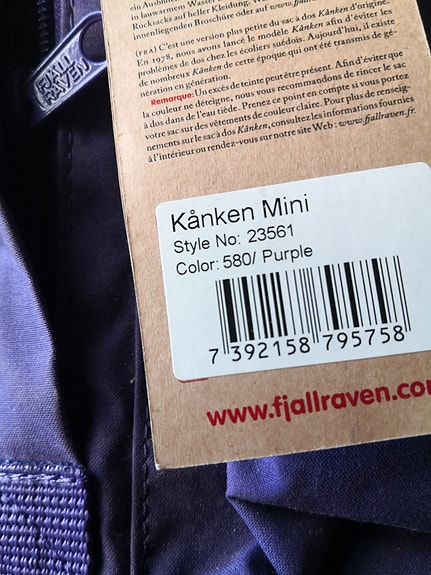 FJÄLL
RÄVEN
ein Ausbluten
in lauwarmem Wasser
Rucksacks auf heller Kleidung. We
innenliegenden Broschüre oder auf www.
(FRA) C'est une version plus petite du sac à dos Kånken d'origine.
En 1978, nous avons lancé le modèle Kånken afin d'éviter les
problèmes de dos chez les écoliers suédois. Aujourd'hui, il existe
de nombreux Kånken de cette époque qui ont été transmis de gé-
nération en génération.
Remarque: Un excès de teinte peut être présent. Afin d'éviter que
la couleur ne déteigne, nous vous recommandons de rincer le sac
à dos dans de l'eau tiède. Prenez ce point en compte si vous portez
votre sac sur des vêtements de couleur claire. Pour plus de renseig-
nements sur le sac à dos Kånken, consultez les informations fournies
à l'intérieur ou rendez-vous sur notre site Web : www.fjallraven.fr.
Kånken Mini
Style No: 23561
Color: 580/ Purple
7 392158 795758
www.fjallraven.com